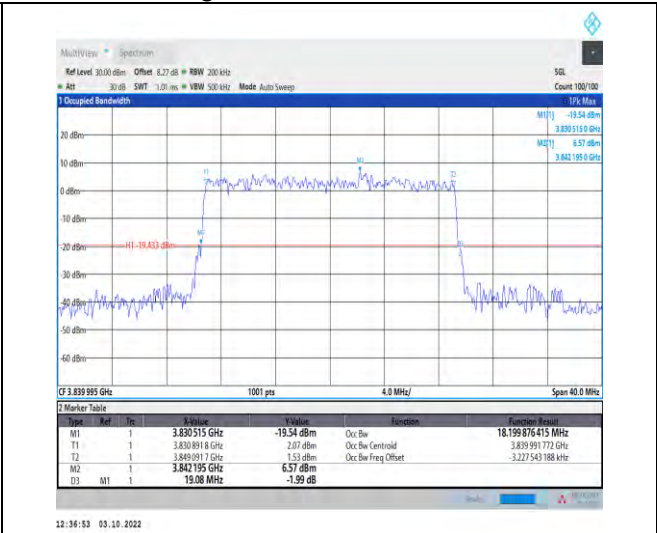 MultiView Spectrum
Ref Level 30.00 dBm Offset 8.27 dB RBW 200 kHz SGL
Att 30 dB SWT 1.01 ms VBW 500 kHz Mode Auto Sweep Count 100/100
1 Occupied Bandwidth 1Pk Max
M1[1] -19.54 dBm
3.830 515 0 GHz
M2[1] 6.57 dBm
3.842 195 0 GHz
20 dBm
10 dBm
M2
T1
T2
0 dBm
-10 dBm
-20 dBm
H1 -19.433 dBm
-30 dBm
-40 dBm
-50 dBm
-60 dBm
CF 3.839 995 GHz 1001 pts 4.0 MHz/ Span 40.0 MHz
2 Marker Table
Type Ref Trc X-Value Y-Value Function Function Result
M1 1 3.830 515 GHz -19.54 dBm Occ Bw 18.199 876 415 MHz
T1 1 3.830 891 8 GHz 2.07 dBm Occ Bw Centroid 3.839 991 772 GHz
T2 1 3.849 091 7 GHz 1.53 dBm Occ Bw Freq Offset -3.227 543 188 kHz
M2 1 3.842 195 GHz 6.57 dBm
D3 M1 1 19.08 MHz -1.99 dB
12:36:53 03.10.2022